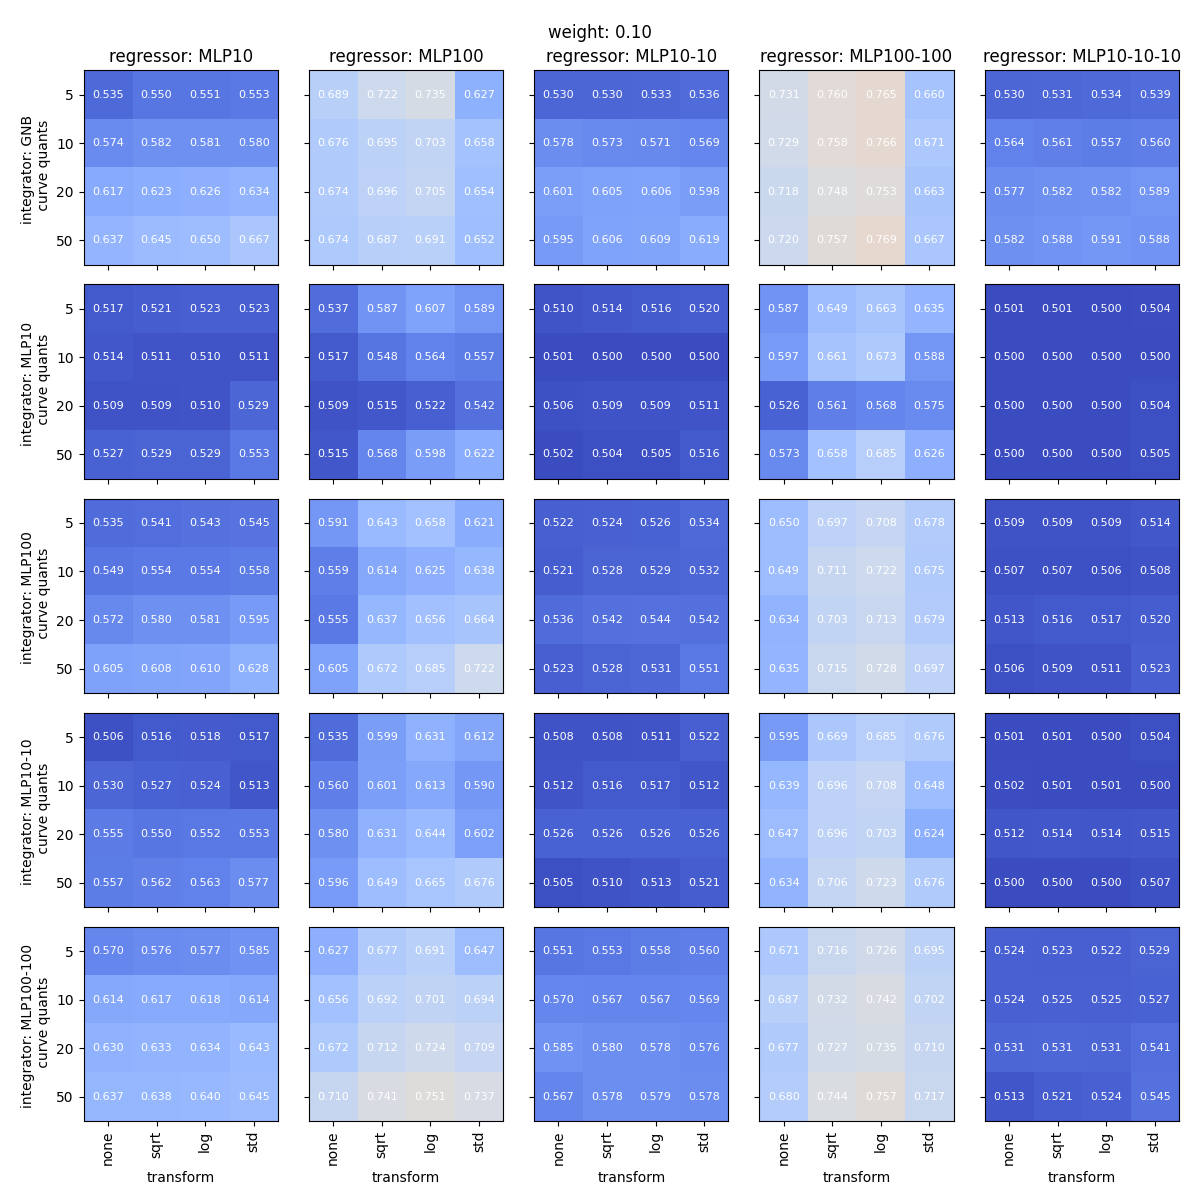 weight: 0.10
regressor: MLP10 regressor: MLP100 regressor: MLP10-10 regressor: MLP100-100 regressor: MLP10-10-10
integrator: GNB
curve quants
5 0.535 0.550 0.551 0.553 0.689 0.722 0.735 0.627 0.530 0.530 0.533 0.536 0.731 0.760 0.765 0.660 0.530 0.531 0.534 0.539
10 0.574 0.582 0.581 0.580 0.676 0.695 0.703 0.658 0.578 0.573 0.571 0.569 0.729 0.758 0.766 0.671 0.564 0.561 0.557 0.560
20 0.617 0.623 0.626 0.634 0.674 0.696 0.705 0.654 0.601 0.605 0.606 0.598 0.718 0.748 0.753 0.663 0.577 0.582 0.582 0.589
50 0.637 0.645 0.650 0.667 0.674 0.687 0.691 0.652 0.595 0.606 0.609 0.619 0.720 0.757 0.769 0.667 0.582 0.588 0.591 0.588
integrator: MLP10
curve quants
5 0.517 0.521 0.523 0.523 0.537 0.587 0.607 0.589 0.510 0.514 0.516 0.520 0.587 0.649 0.663 0.635 0.501 0.501 0.500 0.504
10 0.514 0.511 0.510 0.511 0.517 0.548 0.564 0.557 0.501 0.500 0.500 0.500 0.597 0.661 0.673 0.588 0.500 0.500 0.500 0.500
20 0.509 0.509 0.510 0.529 0.509 0.515 0.522 0.542 0.506 0.509 0.509 0.511 0.526 0.561 0.568 0.575 0.500 0.500 0.500 0.504
50 0.527 0.529 0.529 0.553 0.515 0.568 0.598 0.622 0.502 0.504 0.505 0.516 0.573 0.658 0.685 0.626 0.500 0.500 0.500 0.505
integrator: MLP100
curve quants
5 0.535 0.541 0.543 0.545 0.591 0.643 0.658 0.621 0.522 0.524 0.526 0.534 0.650 0.697 0.708 0.678 0.509 0.509 0.509 0.514
10 0.549 0.554 0.554 0.558 0.559 0.614 0.625 0.638 0.521 0.528 0.529 0.532 0.649 0.711 0.722 0.675 0.507 0.507 0.506 0.508
20 0.572 0.580 0.581 0.595 0.555 0.637 0.656 0.664 0.536 0.542 0.544 0.542 0.634 0.703 0.713 0.679 0.513 0.516 0.517 0.520
50 0.605 0.608 0.610 0.628 0.605 0.672 0.685 0.722 0.523 0.528 0.531 0.551 0.635 0.715 0.728 0.697 0.506 0.509 0.511 0.523
integrator: MLP10-10
curve quants
5 0.506 0.516 0.518 0.517 0.535 0.599 0.631 0.612 0.508 0.508 0.511 0.522 0.595 0.669 0.685 0.676 0.501 0.501 0.500 0.504
10 0.530 0.527 0.524 0.513 0.560 0.601 0.613 0.590 0.512 0.516 0.517 0.512 0.639 0.696 0.708 0.648 0.502 0.501 0.501 0.500
20 0.555 0.550 0.552 0.553 0.580 0.631 0.644 0.602 0.526 0.526 0.526 0.526 0.647 0.696 0.703 0.624 0.512 0.514 0.514 0.515
50 0.557 0.562 0.563 0.577 0.596 0.649 0.665 0.676 0.505 0.510 0.513 0.521 0.634 0.706 0.723 0.676 0.500 0.500 0.500 0.507
integrator: MLP100-100
curve quants
5 0.570 0.576 0.577 0.585 0.627 0.677 0.691 0.647 0.551 0.553 0.558 0.560 0.671 0.716 0.726 0.695 0.524 0.523 0.522 0.529
10 0.614 0.617 0.618 0.614 0.656 0.692 0.701 0.694 0.570 0.567 0.567 0.569 0.687 0.732 0.742 0.702 0.524 0.525 0.525 0.527
20 0.630 0.633 0.634 0.643 0.672 0.712 0.724 0.709 0.585 0.580 0.578 0.576 0.677 0.727 0.735 0.710 0.531 0.531 0.531 0.541
50 0.637 0.638 0.640 0.645 0.710 0.741 0.751 0.737 0.567 0.578 0.579 0.578 0.680 0.744 0.757 0.717 0.513 0.521 0.524 0.545
none sqrt log std none sqrt log std none sqrt log std none sqrt log std none sqrt log std
transform transform transform transform transform